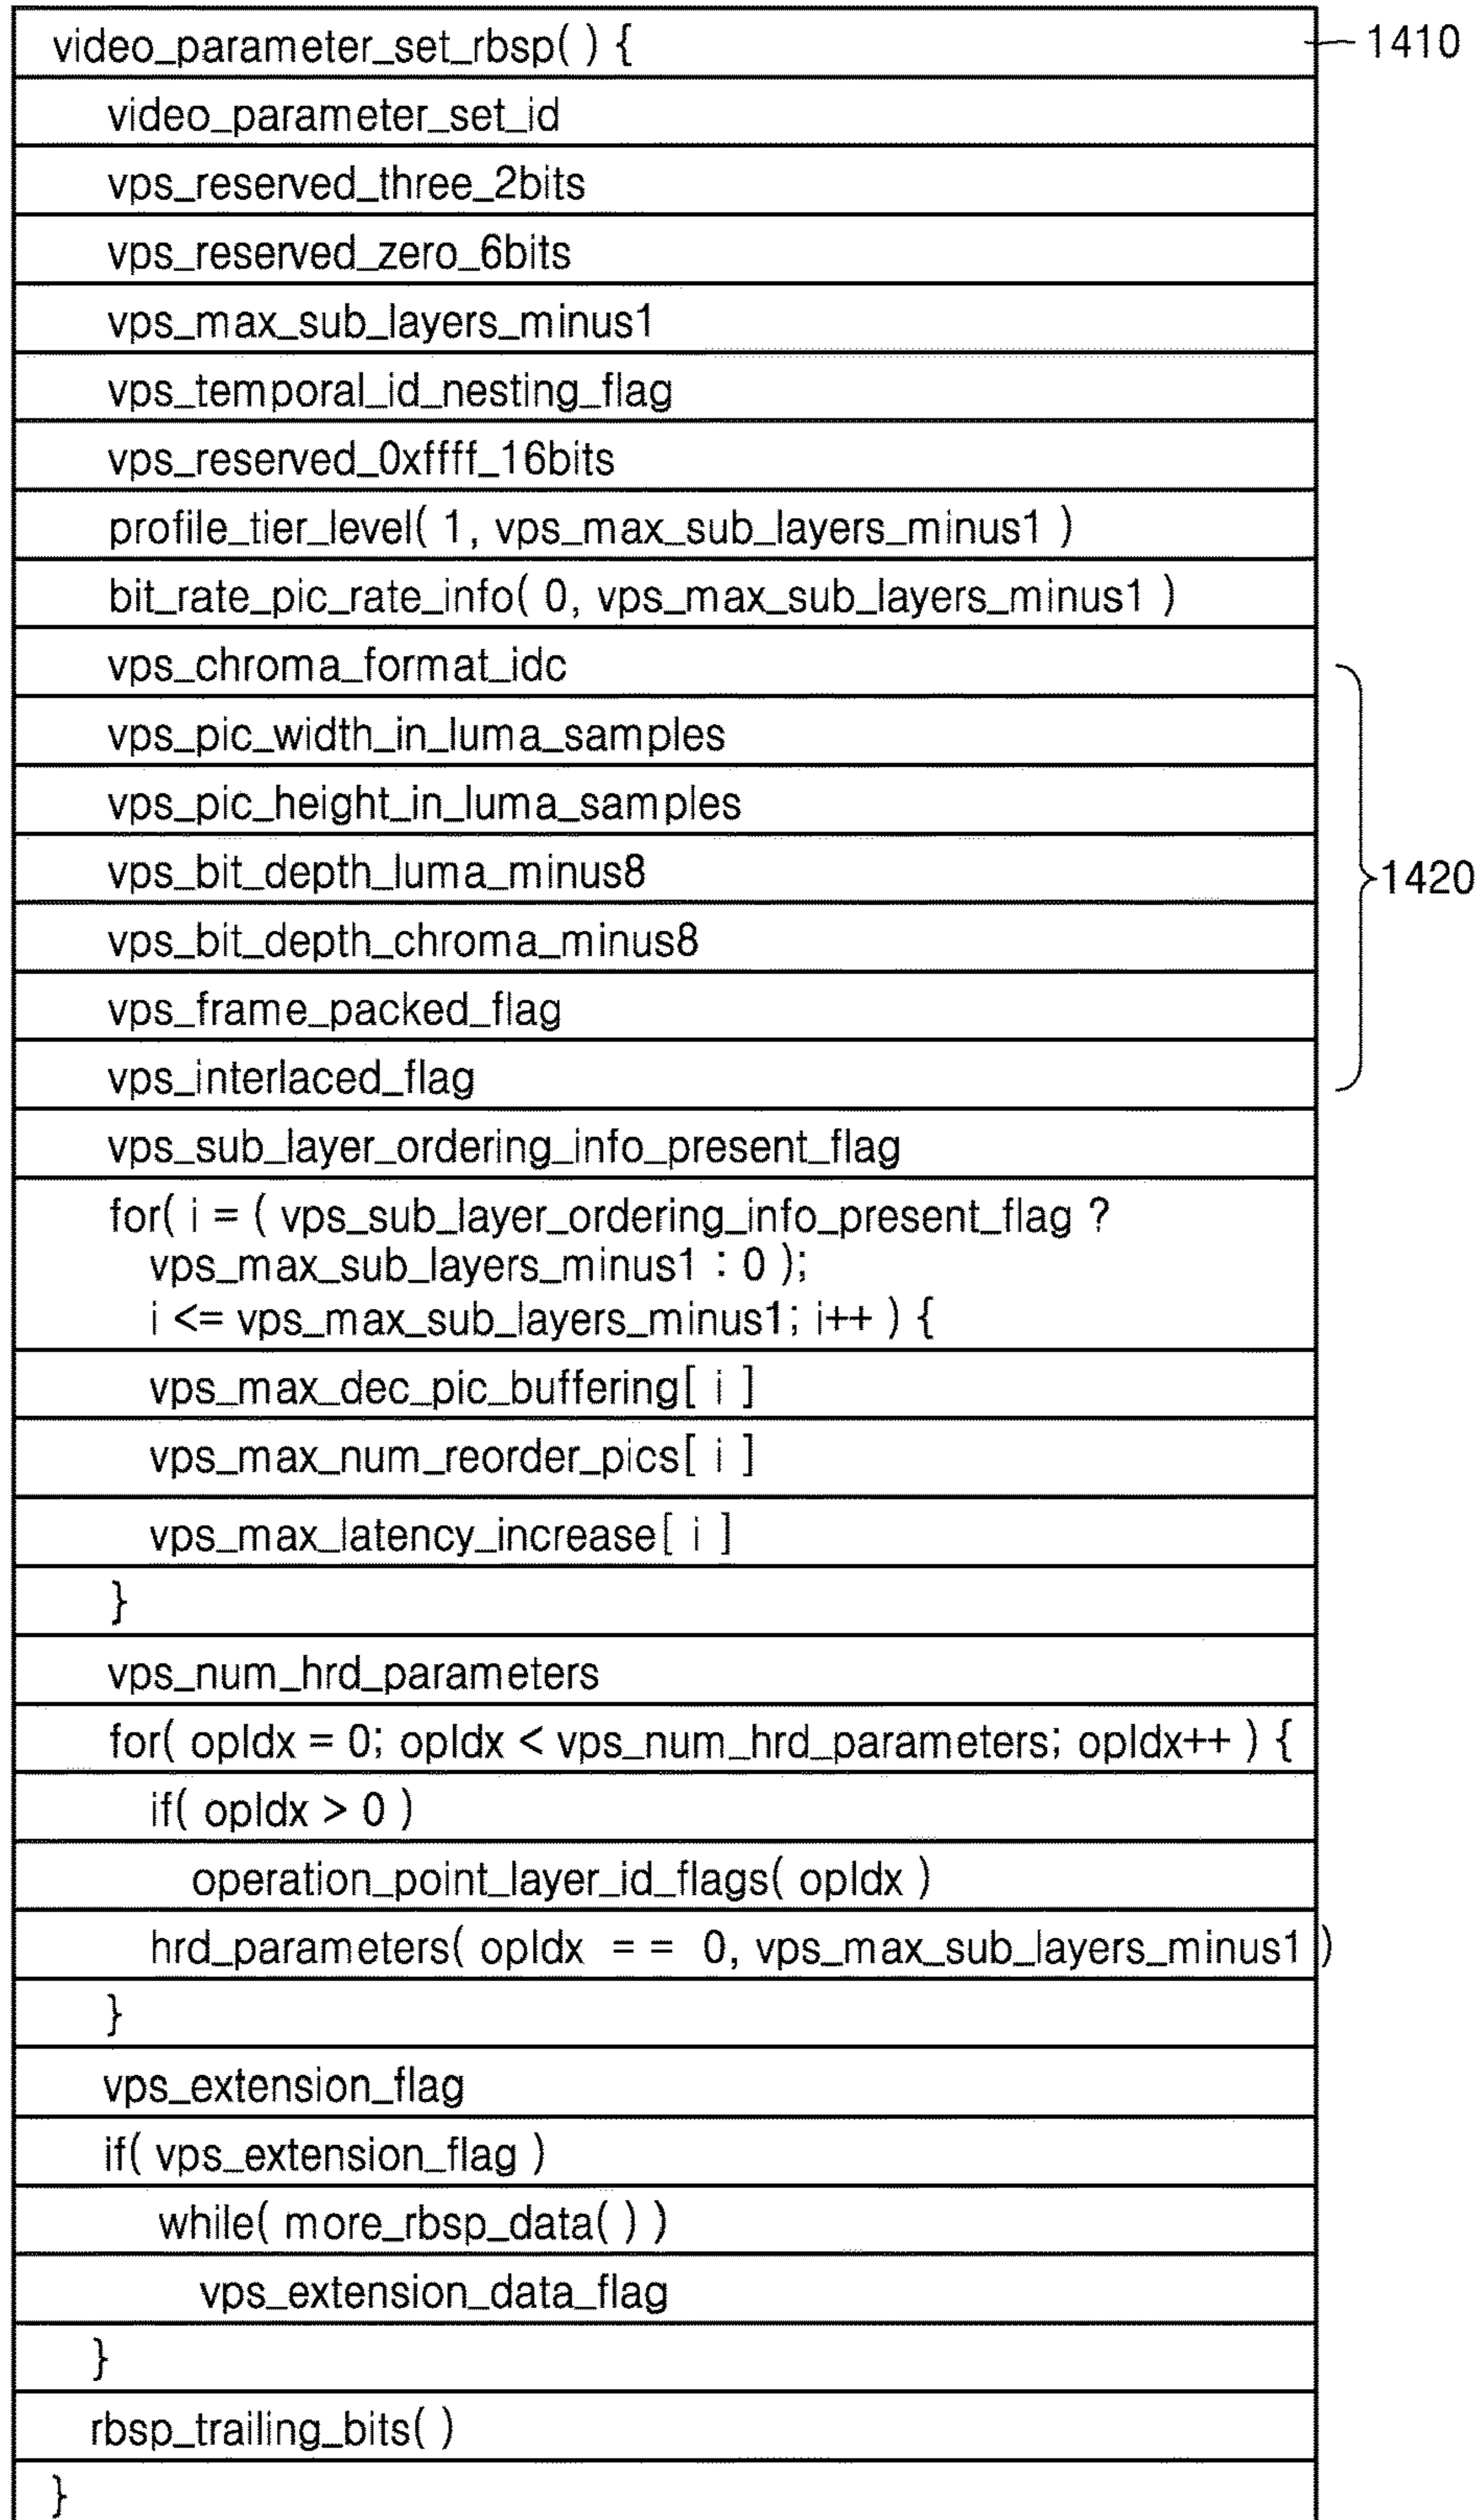 video_parameter_set_rbsp( ) {
1410
video_parameter_set_id
vps_reserved_three_2bits
vps_reserved_zero_6bits
vps_max_sub_layers_minus1
vps_temporal_id_nesting_flag
vps_reserved_0xffff_16bits
profile_tier_level( 1, vps_max_sub_layers_minus1 )
bit_rate_pic_rate_info( 0, vps_max_sub_layers_minus1 )
vps_chroma_format_idc
vps_pic_width_in_luma_samples
vps_pic_height_in_luma_samples
vps_bit_depth_luma_minus8
1420
vps_bit_depth_chroma_minus8
vps_frame_packed_flag
vps_interlaced_flag
vps_sub_layer_ordering_info_present_flag
for( i = ( vps_sub_layer_ordering_info_present_flag ?
vps_max_sub_layers_minus1 : 0 );
i <= vps_max_sub_layers_minus1; i++ ) {
vps_max_dec_pic_buffering[ i ]
vps_max_num_reorder_pics[ i ]
vps_max_latency_increase[ i ]
}
vps_num_hrd_parameters
for( opIdx = 0; opIdx < vps_num_hrd_parameters; opIdx++ ) {
if( opIdx > 0 )
operation_point_layer_id_flags( opIdx )
hrd_parameters( opIdx = = 0, vps_max_sub_layers_minus1 )
}
vps_extension_flag
if( vps_extension_flag )
while( more_rbsp_data( ) )
vps_extension_data_flag
}
rbsp_trailing_bits( )
}